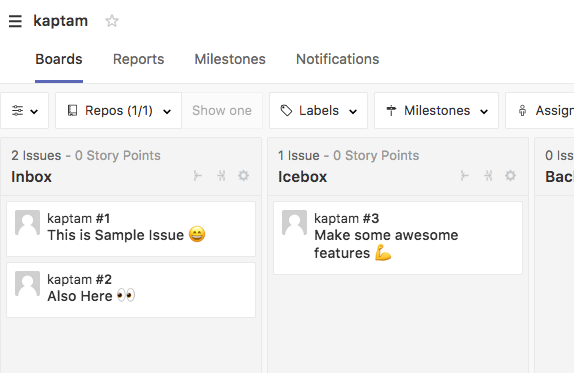 kaptam
Boards Reports Milestones Notifications
Repos (1/1) Show one Labels Milestones Assign
2 Issues - 0 Story Points
Inbox
kaptam #1
This is Sample Issue 😄
kaptam #2
Also Here 👀
1 Issue - 0 Story Points
Icebox
kaptam #3
Make some awesome
features 💪
0 Iss
Bac